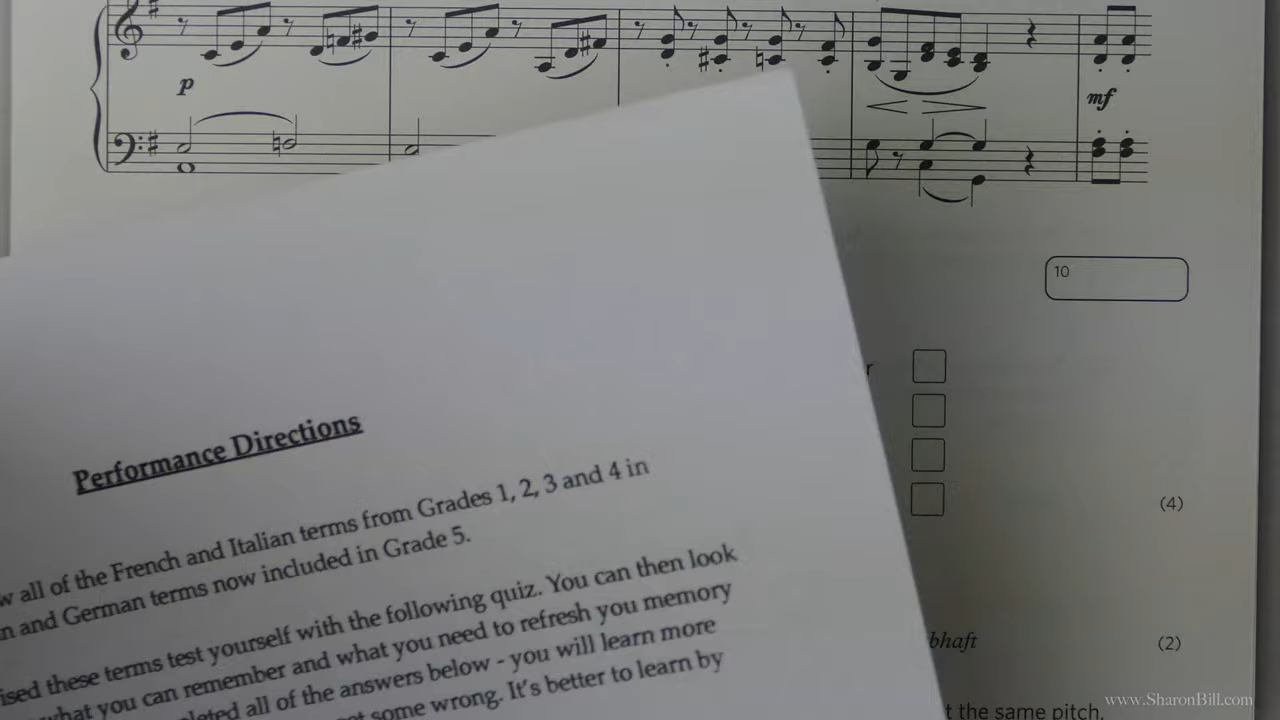 p
mf
10
r
Performance Directions
all of the French and Italian terms from Grades 1, 2, 3 and 4 in
and German terms now included in Grade 5.
(4)
these terms test yourself with the following quiz. You can then look
what you can remember and what you need to refresh you memory
all of the answers below - you will learn more
some wrong. It's better to learn by
bhaft
(2)
t the same pitch,
www.SharonBill.com